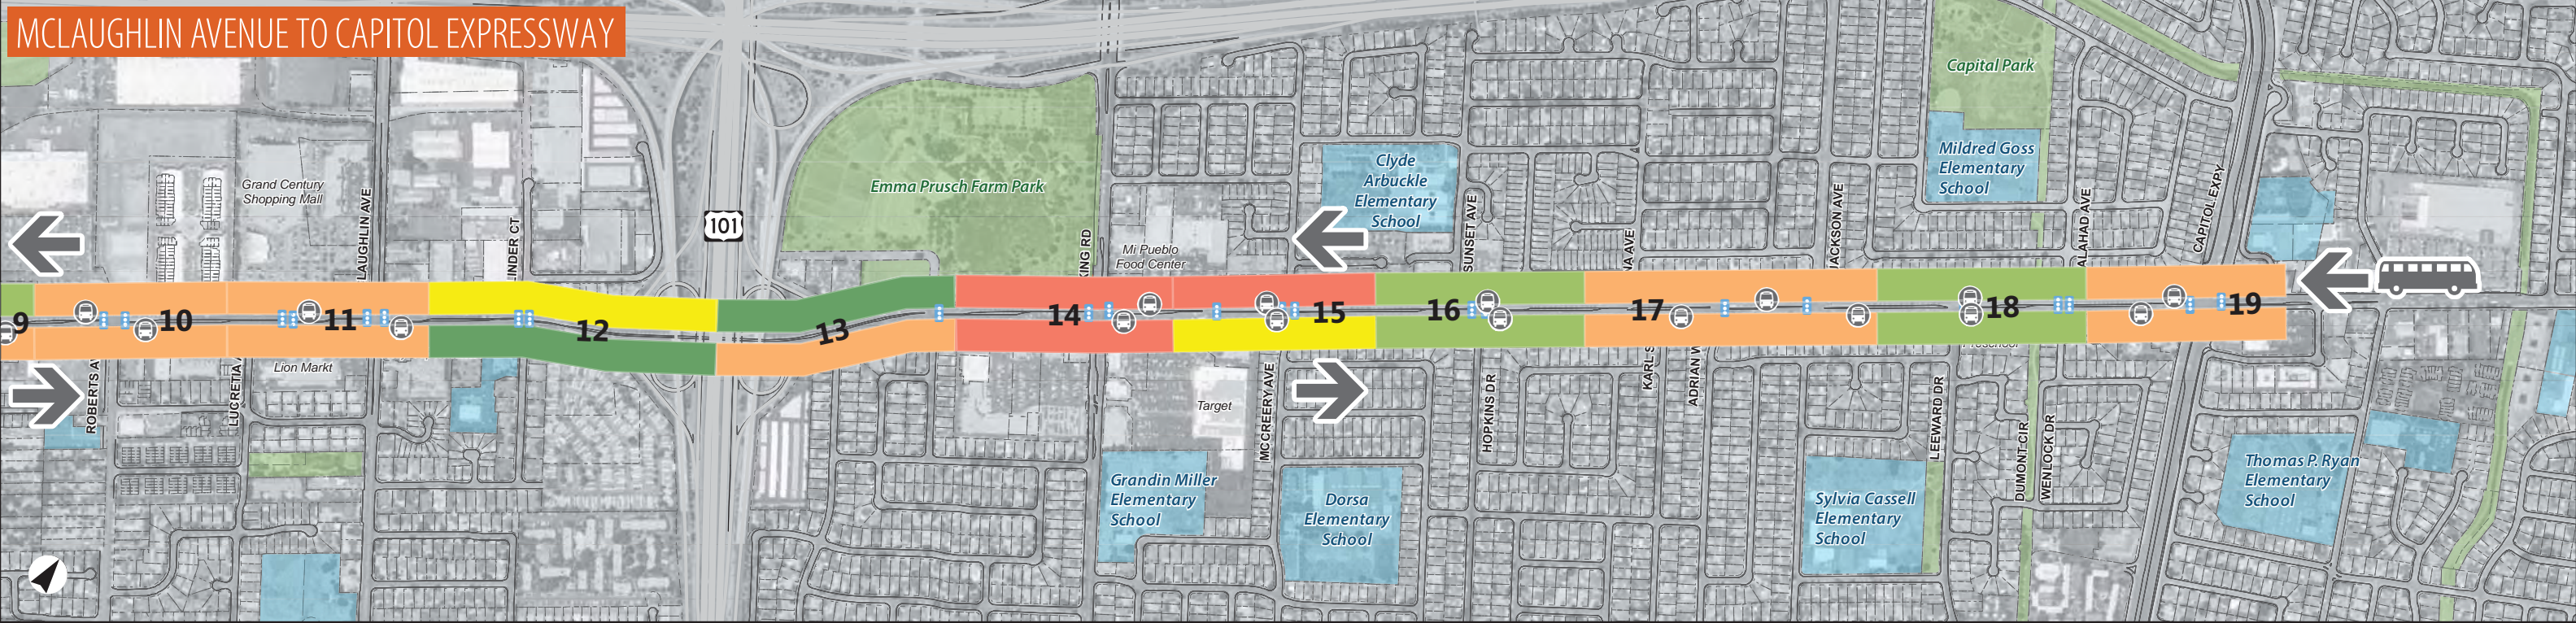 MCLAUGHLIN AVENUE TO CAPITOL EXPRESSWAY
Capital Park
Mildred Goss
Elementary
School
Clyde
Arbuckle
Elementary
School
Emma Prusch Farm Park
Grand Century
Shopping Mall
LAUGHLIN AVE
LINDER CT
101
KING RD
Mi Pueblo
Food Center
SUNSET AVE
NA AVE
JACKSON AVE
ALAHAD AVE
CAPITOL EXPY
9
10
11
12
13
14
15
16
17
18
19
ROBERTS AV
LUCRETIA
Lion Markt
Target
MCCREERY AVE
HOPKINS DR
KARL S
ADRIAN W
LEEWARD DR
Preschool
DUMONT CIR
WENLOCK DR
Grandin Miller
Elementary
School
Dorsa
Elementary
School
Sylvia Cassell
Elementary
School
Thomas P. Ryan
Elementary
School